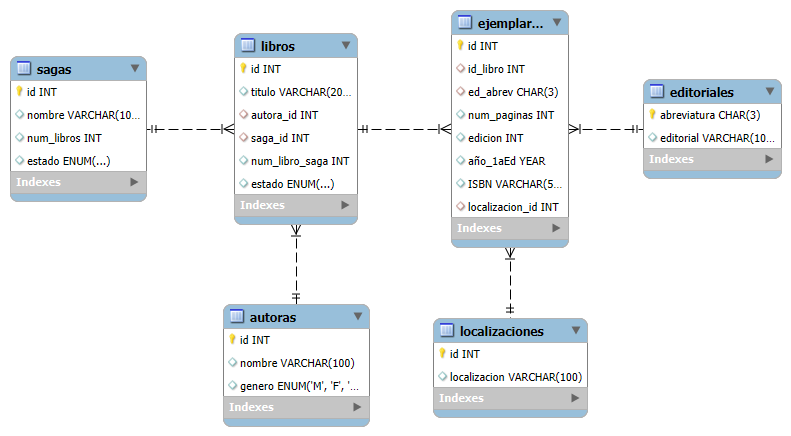 sagas
id INT
nombre VARCHAR(10...
num_libros INT
estado ENUM(...)
Indexes
libros
id INT
titulo VARCHAR(20...
autora_id INT
saga_id INT
num_libro_saga INT
estado ENUM(...)
Indexes
ejemplar...
id INT
id_libro INT
ed_abrev CHAR(3)
num_paginas INT
edicion INT
año_1aEd YEAR
ISBN VARCHAR(5...
localizacion_id INT
Indexes
editoriales
abreviatura CHAR(3)
editorial VARCHAR(10...
Indexes
autoras
id INT
nombre VARCHAR(100)
genero ENUM('M', 'F', '...
Indexes
localizaciones
id INT
localizacion VARCHAR(100)
Indexes